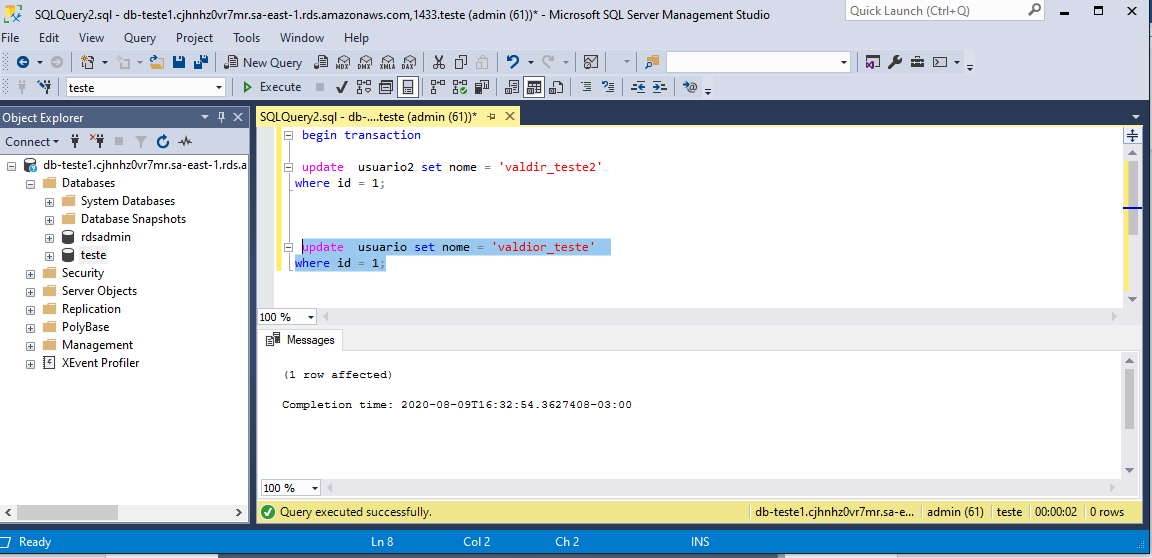 SQLQuery2.sql - db-teste1.cjhnhz0vr7mr.sa-east-1.rds.amazonaws.com,1433.teste (admin (61))* - Microsoft SQL Server Management Studio
Quick Launch (Ctrl+Q)
File Edit View Query Project Tools Window Help
New Query
MDX DMX XMLA DAX
teste
Execute
Object Explorer
SQLQuery2.sql - db-....teste (admin (61))*
Connect
db-teste1.cjhnhz0vr7mr.sa-east-1.rds.a
Databases
System Databases
Database Snapshots
rdsadmin
teste
Security
Server Objects
Replication
PolyBase
Management
XEvent Profiler
begin transaction
update  usuario2 set nome = 'valdir_teste2'
where id = 1;
update  usuario set nome = 'valdior_teste'
where id = 1;
100 %
Messages
(1 row affected)
Completion time: 2020-08-09T16:32:54.3627408-03:00
100 %
Query executed successfully.
db-teste1.cjhnhz0vr7mr.sa-e... admin (61) teste 00:00:02 0 rows
Ready Ln 8 Col 2 Ch 2 INS